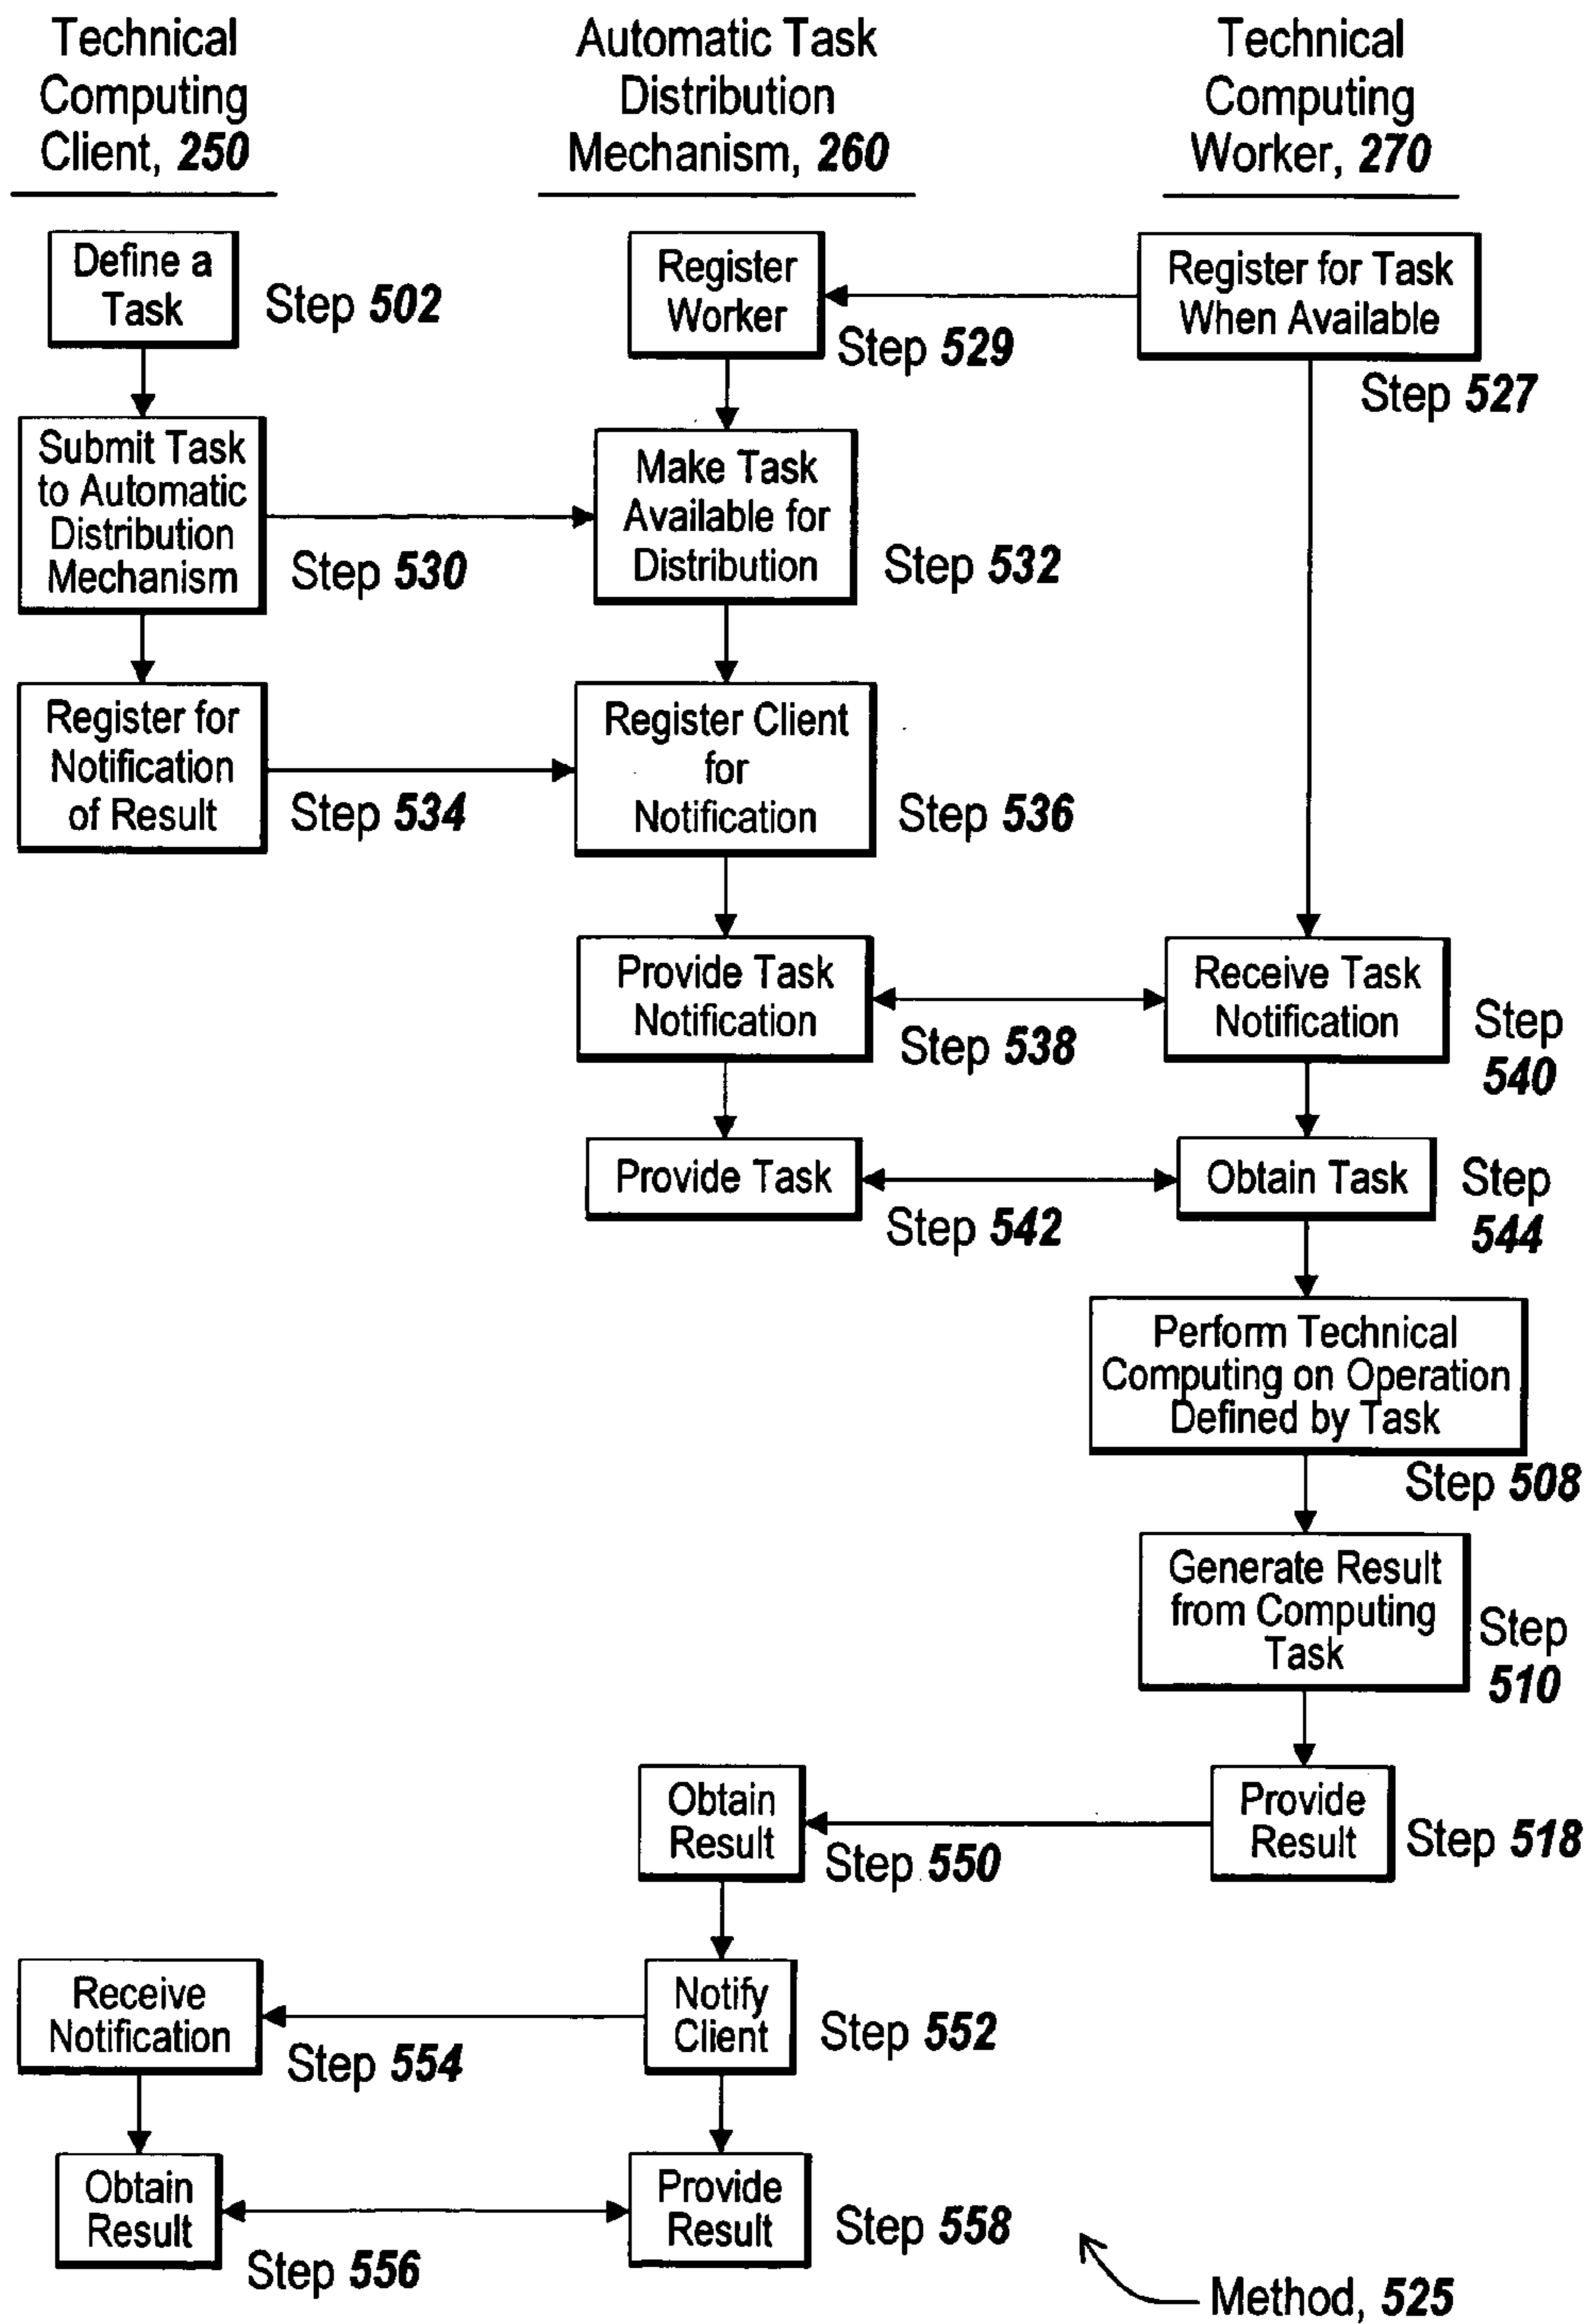 Technical
Computing
Client, 250
Automatic Task
Distribution
Mechanism, 260
Technical
Computing
Worker, 270
Define a
Task
Step 502
Register
Worker
Step 529
Register for Task
When Available
Step 527
Submit Task
to Automatic
Distribution
Mechanism
Step 530
Make Task
Available for
Distribution
Step 532
Register for
Notification
of Result
Step 534
Register Client
for
Notification
Step 536
Provide Task
Notification
Step 538
Receive Task
Notification
Step
540
Provide Task
Step 542
Obtain Task
Step
544
Perform Technical
Computing on Operation
Defined by Task
Step 508
Generate Result
from Computing
Task
Step
510
Obtain
Result
Step 550
Provide
Result
Step 518
Receive
Notification
Step 554
Notify
Client
Step 552
Obtain
Result
Step 556
Provide
Result
Step 558
Method, 525